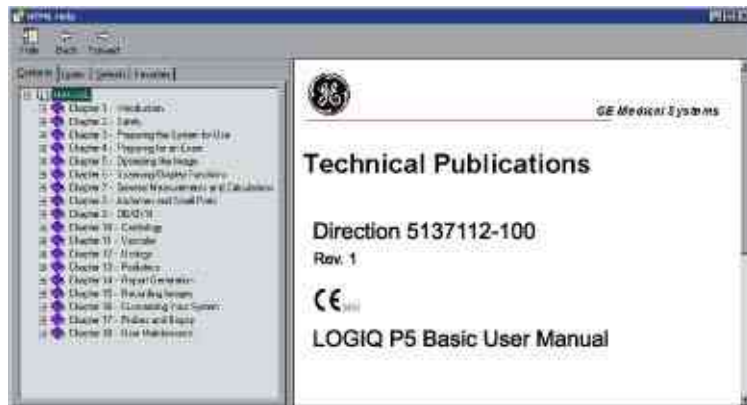 HTML Help
Hide Back Forward
Contents Index Search Favorites
Chapter 1 - Introduction
Chapter 2 - Safety
Chapter 3 - Preparing the System for Use
Chapter 4 - Preparing for an Exam
Chapter 5 - Optimizing the Image
Chapter 6 - Scanning/Display Functions
Chapter 7 - General Measurements and Calculations
Chapter 8 - Abdomen and Small Parts
Chapter 9 - OB/GYN
Chapter 10 - Cardiology
Chapter 11 - Vascular
Chapter 12 - Urology
Chapter 13 - Pediatrics
Chapter 14 - Report Generation
Chapter 15 - Recording Images
Chapter 16 - Customizing Your System
Chapter 17 - Probes and Biopsy
Chapter 18 - User Maintenance
GE Medical Systems
Technical Publications
Direction 5137112-100
Rev. 1
CE
LOGIQ P5 Basic User Manual